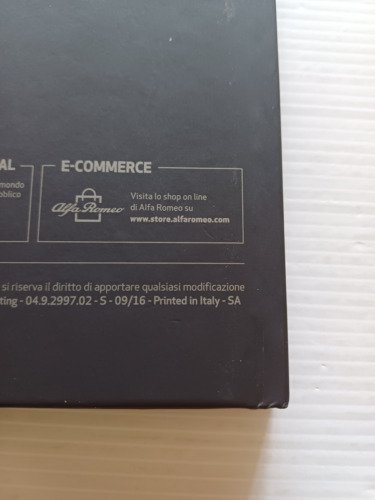 AL
E-COMMERCE
mondo
bblico
Alfa Romeo
Visita lo shop on line
di Alfa Romeo su
www.store.alfaromeo.com
si riserva il diritto di apportare qualsiasi modificazione
ting - 04.9.2997.02 - S - 09/16 - Printed in Italy - SA